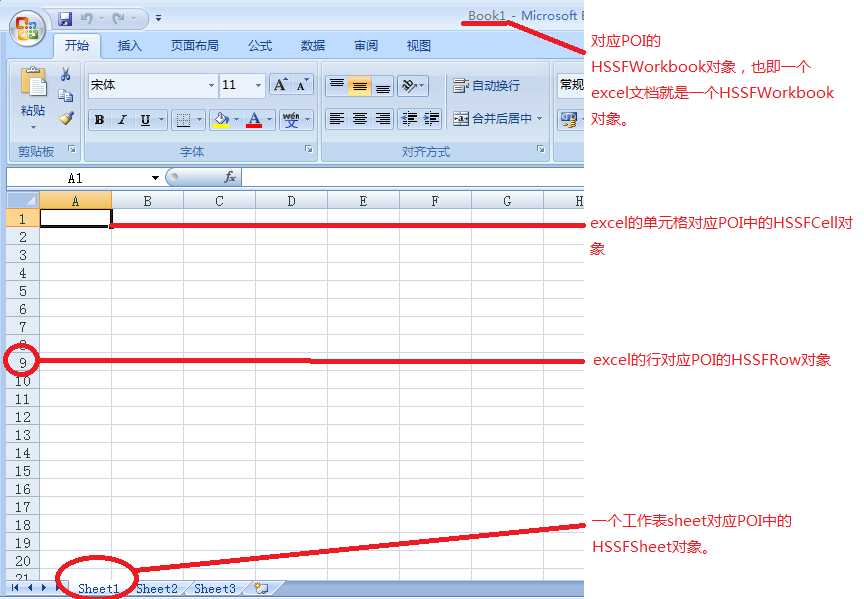 Book1 - Microsoft E
开始 插入 页面布局 公式 数据 审阅 视图
宋体 11 A A 自动换行 常规
粘贴 B I U A wén 文 合并后居中
剪贴板 字体 对齐方式
A1 fx
A B C D E F G H
1
2
3
4
5
6
7
8
9
10
11
12
13
14
15
16
17
18
19
20
21
Sheet1 Sheet2 Sheet3
对应POI的
HSSFWorkbook对象，也即一个
excel文档就是一个HSSFWorkbook
对象。
excel的单元格对应POI中的HSSFCell对
象
excel的行对应POI的HSSFRow对象
一个工作表sheet对应POI中的
HSSFSheet对象。